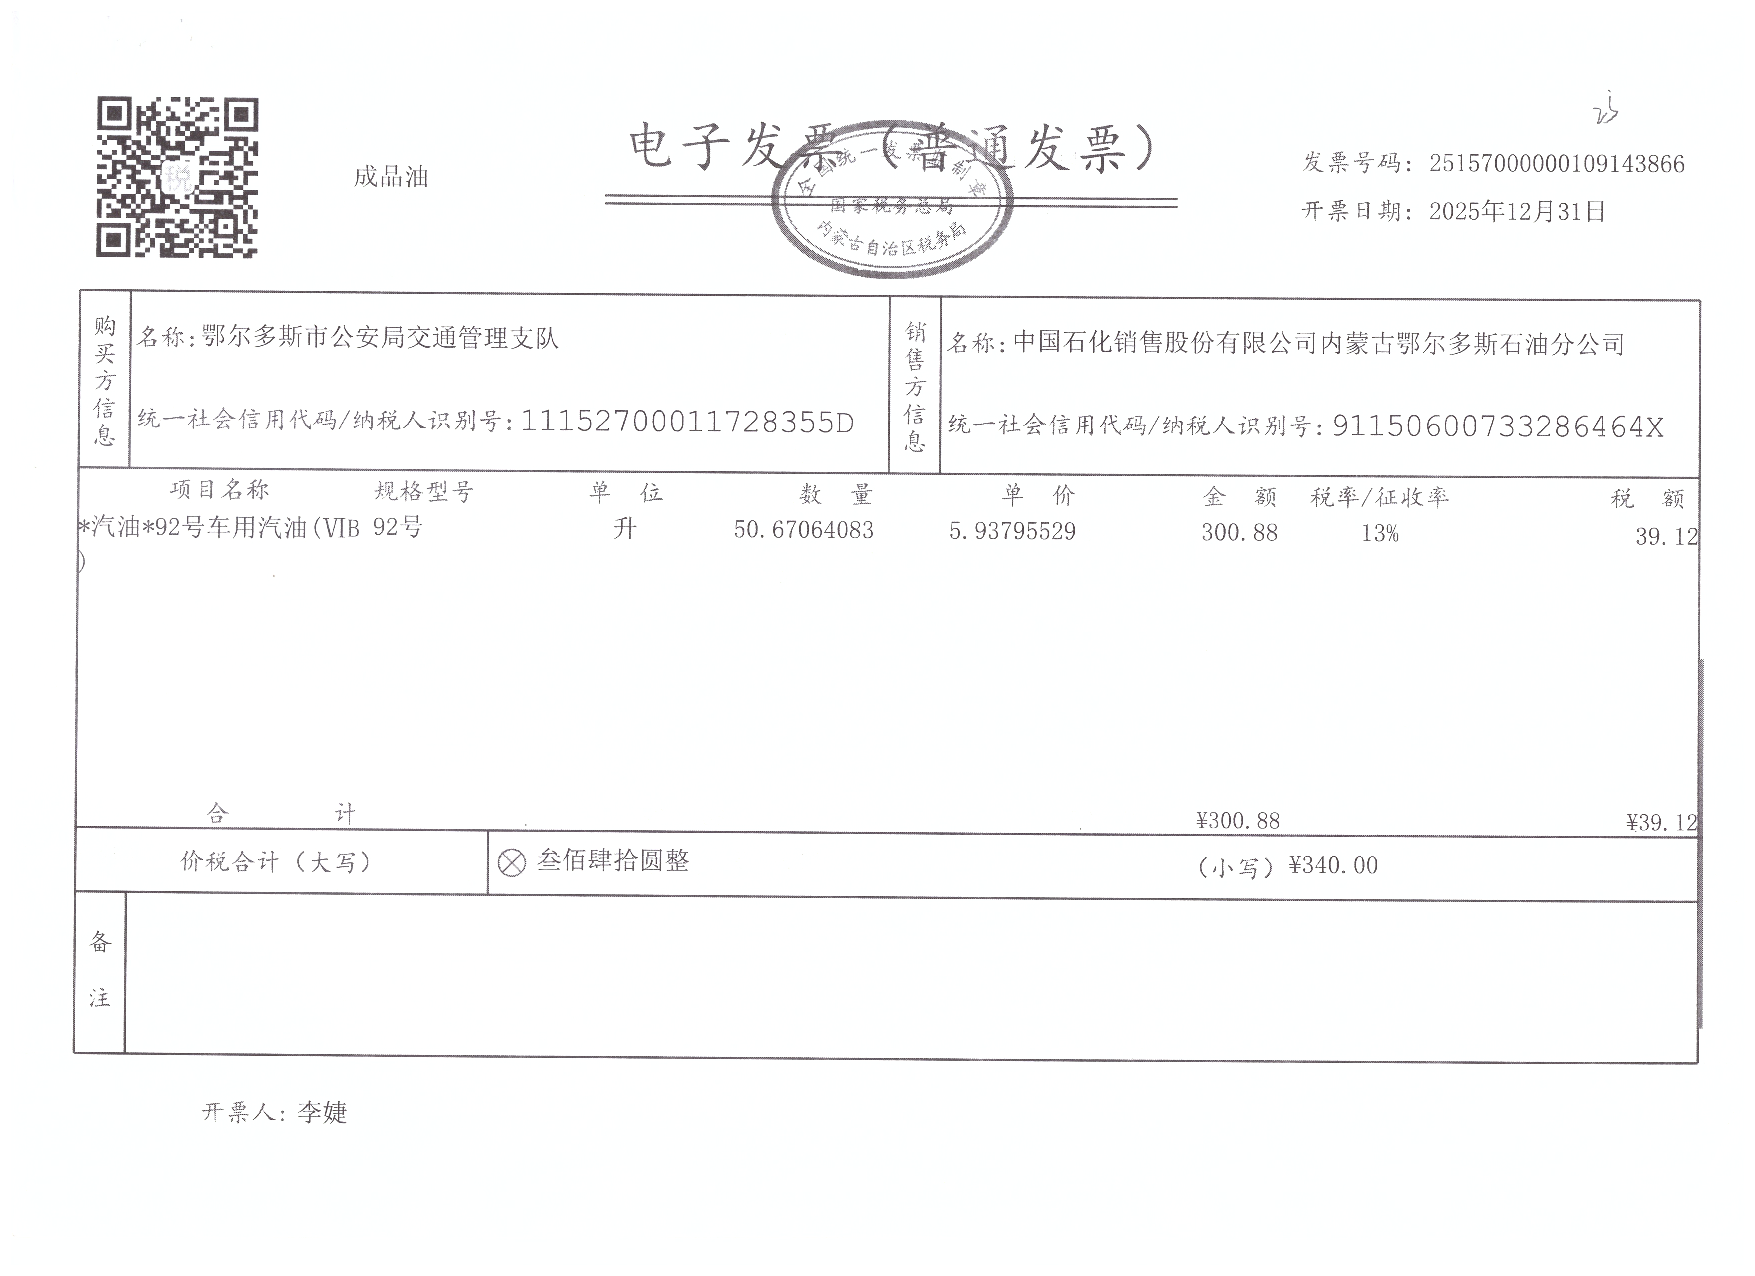 税
成品油
电子发票（普通发票）
全国统一发票监制章
国家税务总局
内蒙古自治区税务局
发票号码：25157000000109143866
开票日期：2025年12月31日
购买方信息
名称：鄂尔多斯市公安局交通管理支队
统一社会信用代码/纳税人识别号：11152700011728355D
销售方信息
名称：中国石化销售股份有限公司内蒙古鄂尔多斯石油分公司
统一社会信用代码/纳税人识别号：91150600733286464X
项目名称 规格型号 单位 数量 单价 金额 税率/征收率 税额
*汽油*92号车用汽油(ⅥB 92号 升 50.67064083 5.93795529 300.88 13% 39.12
)
合计 ¥300.88 ¥39.12
价税合计（大写） ⊗ 叁佰肆拾圆整 （小写）¥340.00
备注
开票人：李婕